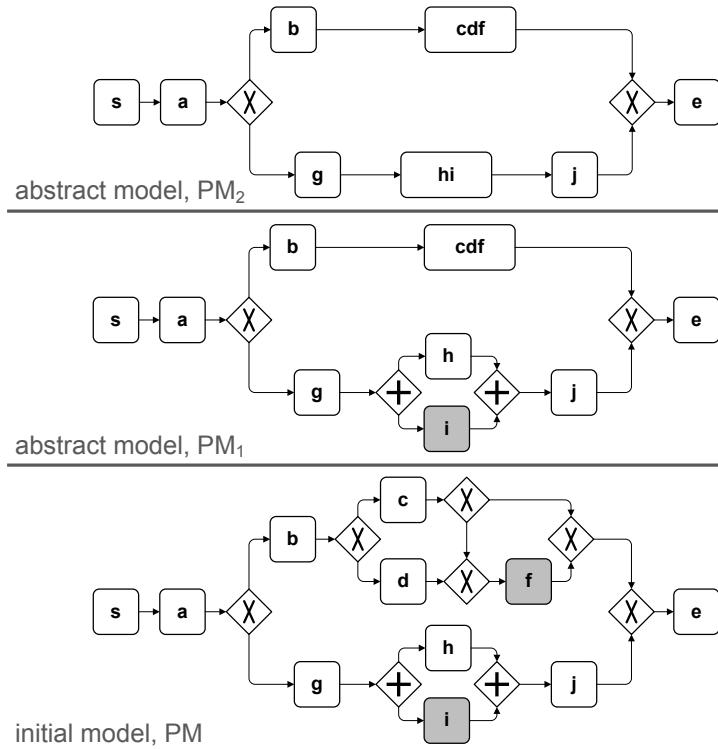 b cdf
s a X X e
g hi j
abstract model, PM2
b cdf
s a X X e
h
g + + j
i
abstract model, PM1
c X
b X X
d X f
s a X X e
h
g + + j
i
initial model, PM